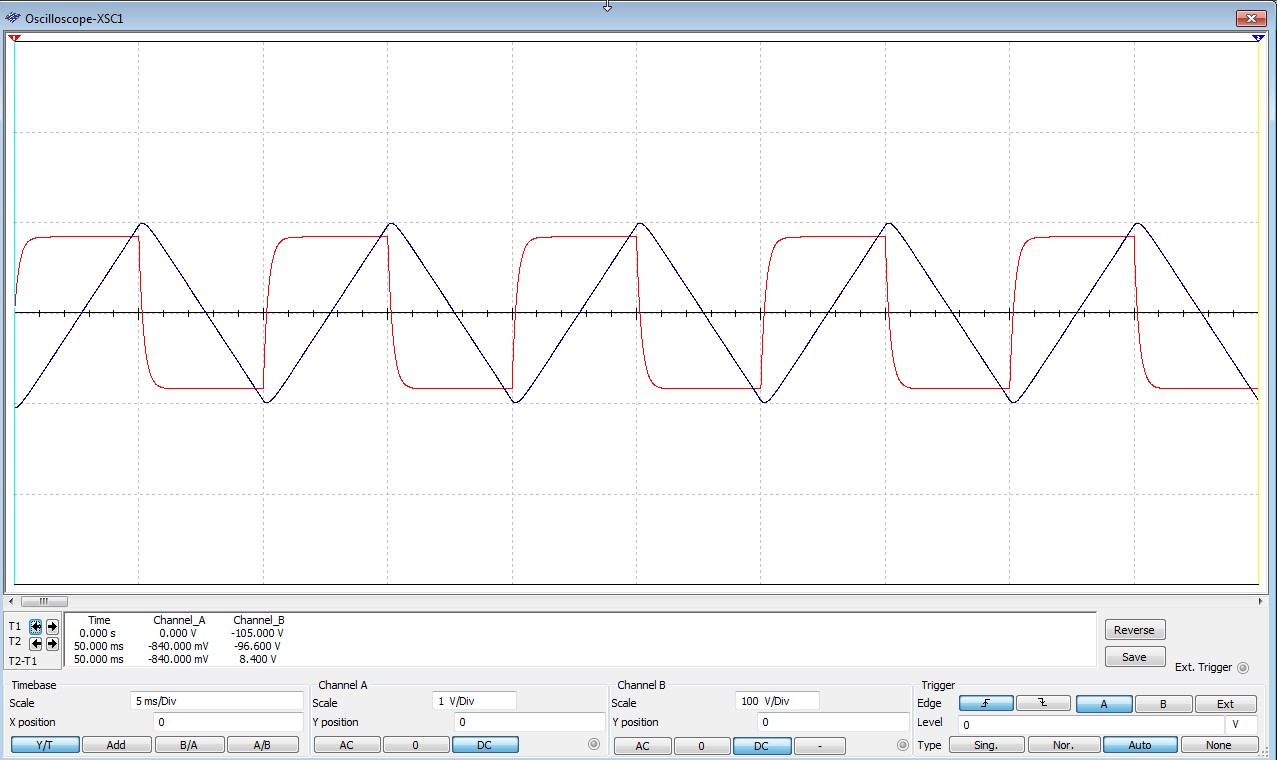 Oscilloscope-XSC1
Time Channel_A Channel_B
T1 0.000 s 0.000 V -105.000 V
T2 50.000 ms -840.000 mV -96.600 V
T2-T1 50.000 ms -840.000 mV 8.400 V
Reverse
Save
Ext. Trigger
Timebase Channel A Channel B Trigger
Scale 5 ms/Div Scale 1 V/Div Scale 100 V/Div Edge A B Ext
X position 0 Y position 0 Y position 0 Level 0 V
Y/T Add B/A A/B AC 0 DC AC 0 DC - Type Sing. Nor. Auto None